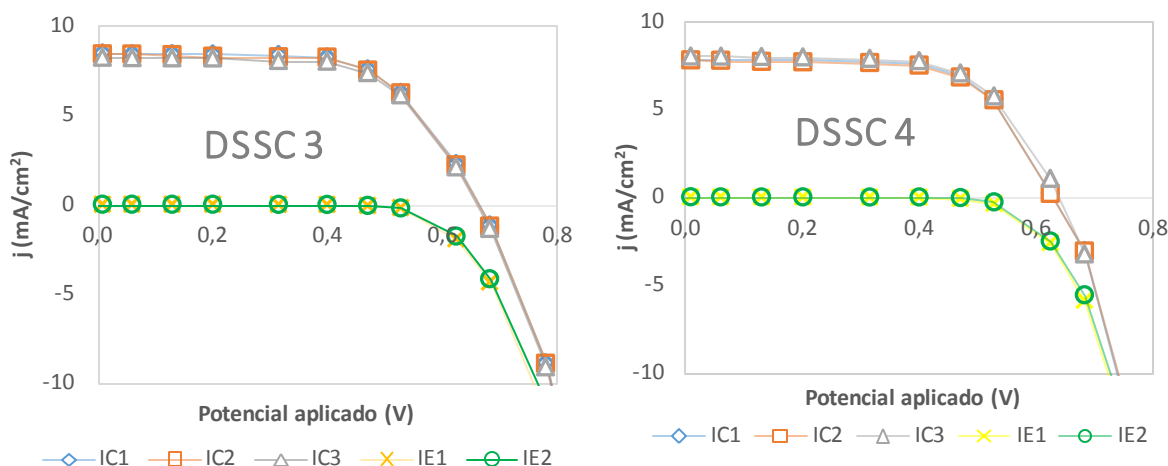 10
5
0
-5
-10
0,0
0,2
0,4
0,6
0,8
j (mA/cm²)
DSSC 3
Potencial aplicado (V)
IC1 IC2 IC3 IE1 IE2
10
5
0
-5
-10
0,0
0,2
0,4
0,6
0,8
j (mA/cm²)
DSSC 4
Potencial aplicado (V)
IC1 IC2 IC3 IE1 IE2